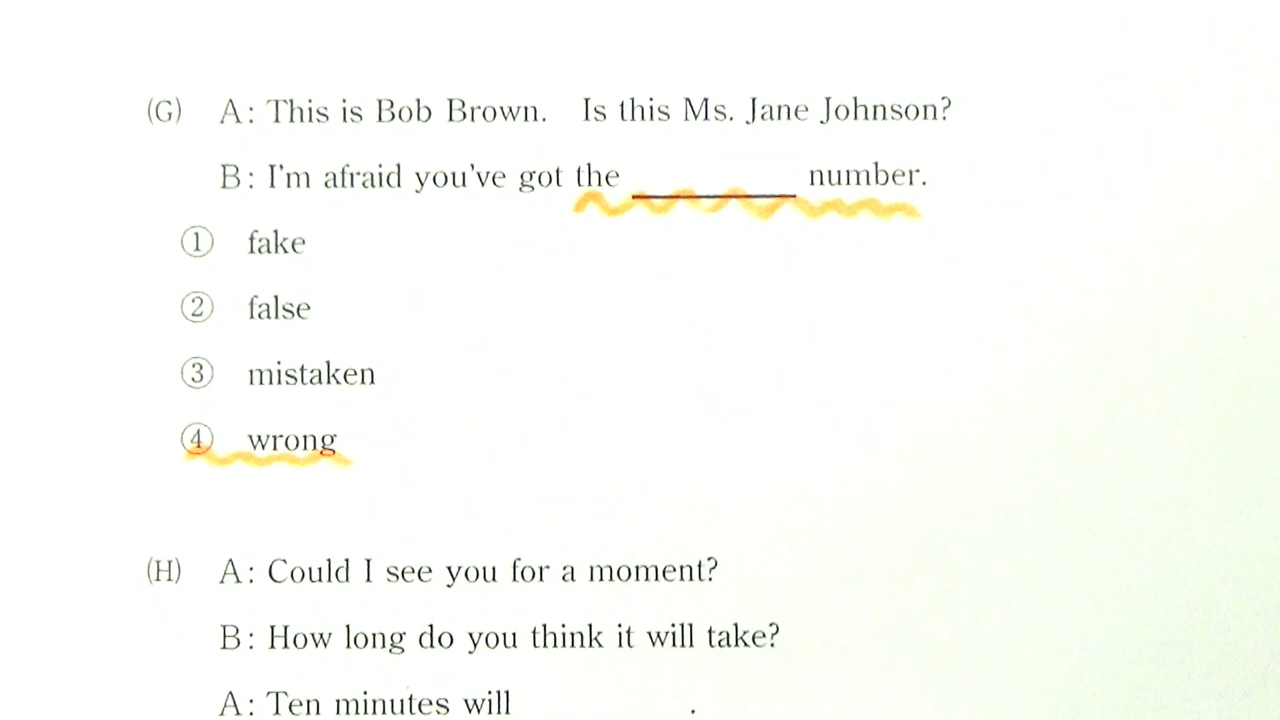 (G) A: This is Bob Brown. Is this Ms. Jane Johnson?
B: I'm afraid you've got the ________ number.
① fake
② false
③ mistaken
④ wrong
(H) A: Could I see you for a moment?
B: How long do you think it will take?
A: Ten minutes will .